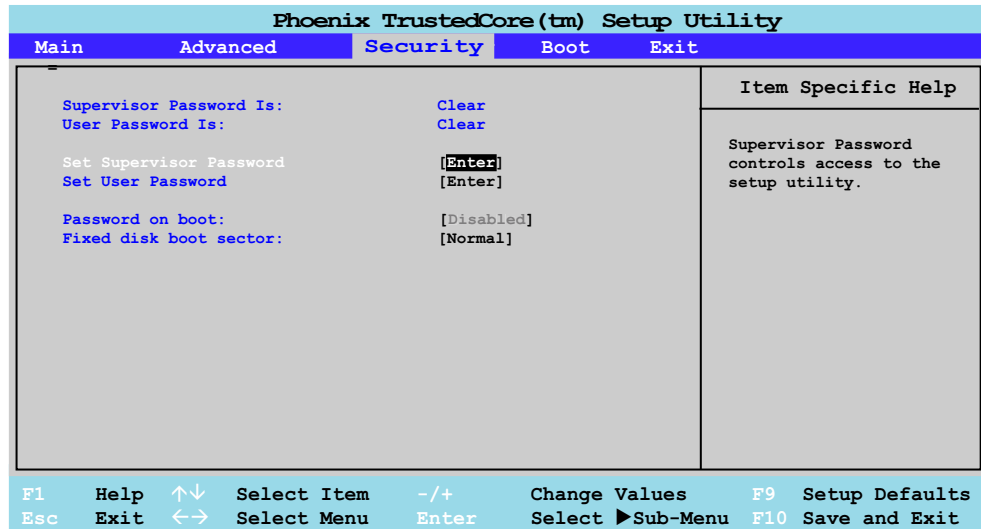 Phoenix TrustedCore(tm) Setup Utility
Main Advanced Security Boot Exit
=
Item Specific Help
Supervisor Password Is: Clear
User Password Is: Clear
Set Supervisor Password [Enter]
Set User Password [Enter]
Password on boot: [Disabled]
Fixed disk boot sector: [Normal]
Supervisor Password
controls access to the
setup utility.
F1 Help ↑↓ Select Item -/+ Change Values F9 Setup Defaults
Esc Exit ←→ Select Menu Enter Select ▶Sub-Menu F10 Save and Exit